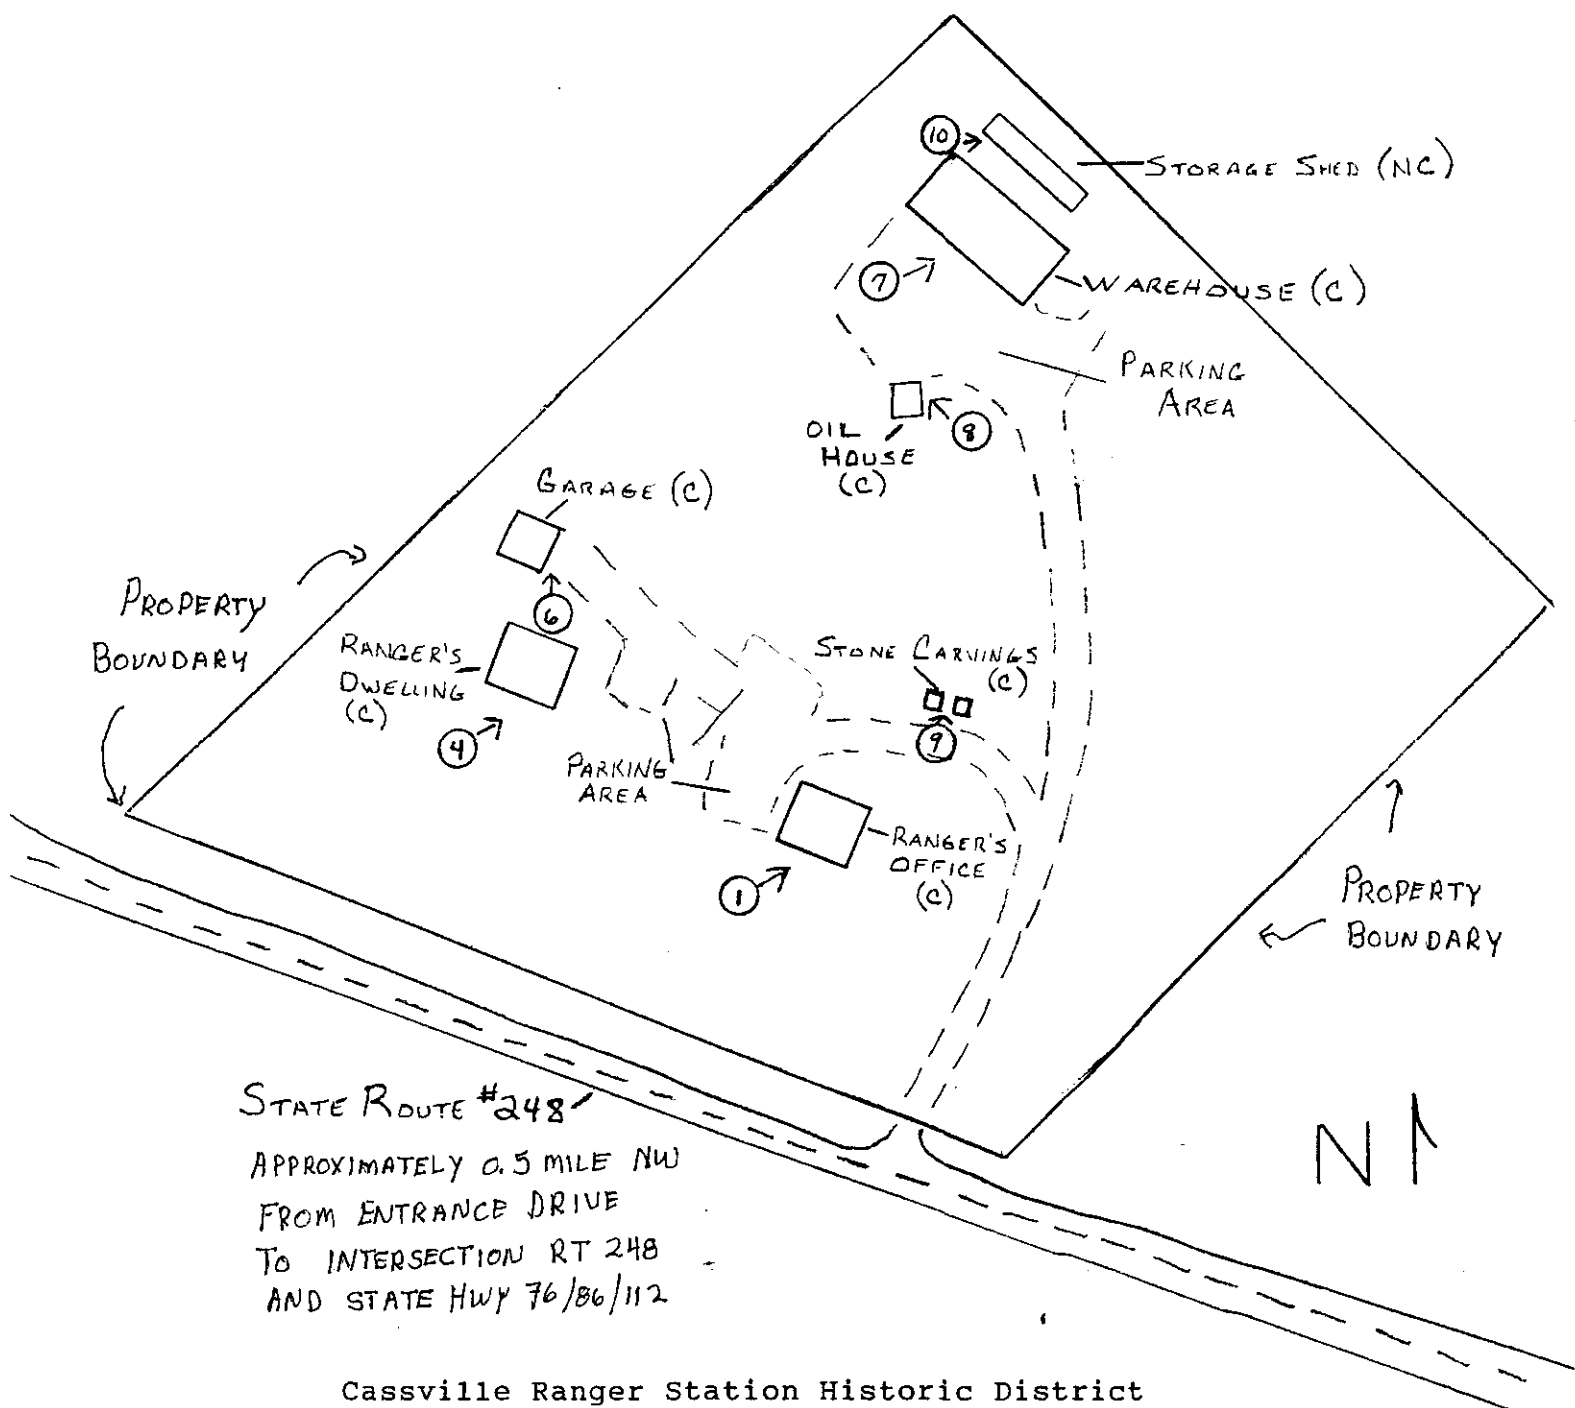 10
STORAGE SHED (NC)
7
WAREHOUSE (C)
PARKING
AREA
8
OIL
HOUSE
(C)
GARAGE (C)
6
PROPERTY
BOUNDARY
RANGER'S
DWELLING
(C)
4
STONE CARVINGS
(C)
9
PARKING
AREA
RANGER'S
OFFICE
(C)
1
PROPERTY
BOUNDARY
STATE ROUTE #248
APPROXIMATELY 0.5 MILE NW
FROM ENTRANCE DRIVE
TO INTERSECTION RT 248
AND STATE HWY 76/86/112
N
Cassville Ranger Station Historic District